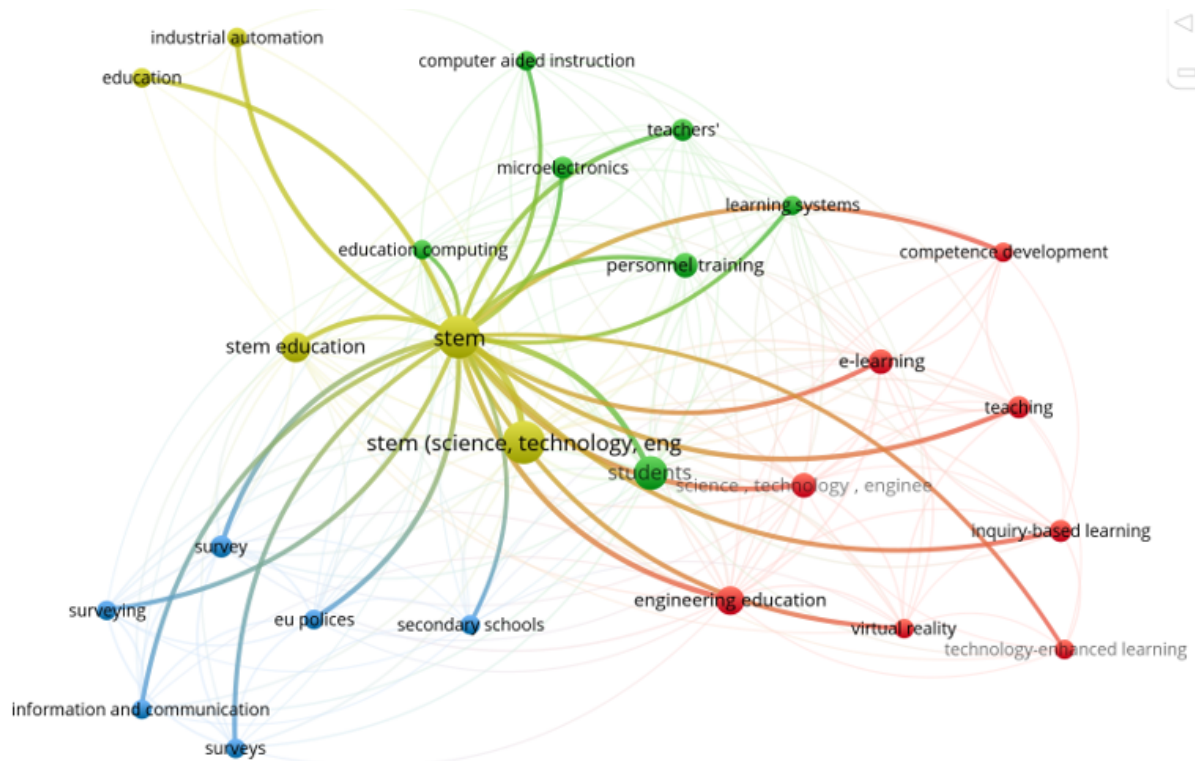 industrial automation
education
computer aided instruction
teachers'
microelectronics
learning systems
education computing
personnel training
competence development
stem
stem education
e-learning
teaching
stem (science, technology, eng
students
science , technology , enginee
inquiry-based learning
survey
surveying
eu polices
secondary schools
engineering education
virtual reality
technology-enhanced learning
information and communication
surveys